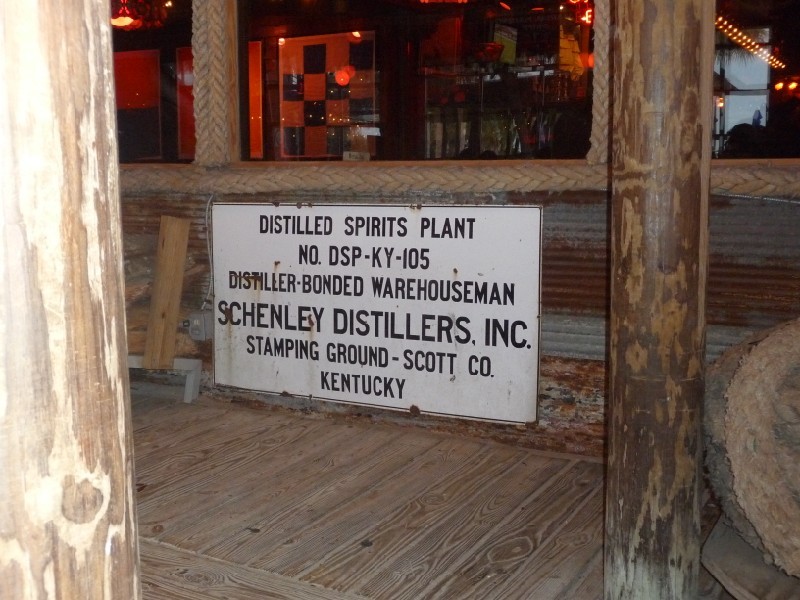 DISTILLED SPIRITS PLANT
NO. DSP-KY-105
DISTILLER-BONDED WAREHOUSEMAN
SCHENLEY DISTILLERS, INC.
STAMPING GROUND - SCOTT CO.
KENTUCKY